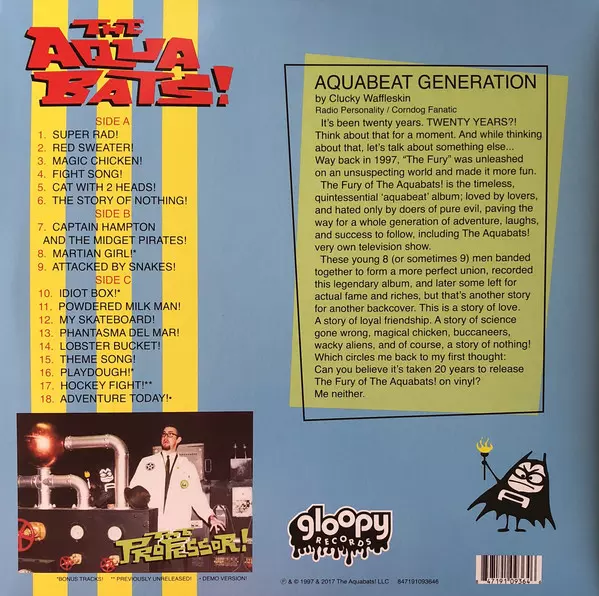 THE
AQUA
BATS!
SIDE A
1. SUPER RAD!
2. RED SWEATER!
3. MAGIC CHICKEN!
4. FIGHT SONG!
5. CAT WITH 2 HEADS!
6. THE STORY OF NOTHING!
SIDE B
7. CAPTAIN HAMPTON
AND THE MIDGET PIRATES!
8. MARTIAN GIRL!*
9. ATTACKED BY SNAKES!
SIDE C
10. IDIOT BOX!*
11. POWDERED MILK MAN!
12. MY SKATEBOARD!
13. PHANTASMA DEL MAR!
14. LOBSTER BUCKET!
15. THEME SONG!
16. PLAYDOUGH!*
17. HOCKEY FIGHT!**
18. ADVENTURE TODAY!•
AQUABEAT GENERATION
by Clucky Waffleskin
Radio Personality / Corndog Fanatic
It's been twenty years. TWENTY YEARS?!
Think about that for a moment. And while thinking
about that, let's talk about something else...
Way back in 1997, "The Fury" was unleashed
on an unsuspecting world and made it more fun.
The Fury of The Aquabats! is the timeless,
quintessential 'aquabeat' album; loved by lovers,
and hated only by doers of pure evil, paving the
way for a whole generation of adventure, laughs,
and success to follow, including The Aquabats!
very own television show.
These young 8 (or sometimes 9) men banded
together to form a more perfect union, recorded
this legendary album, and later some left for
actual fame and riches, but that's another story
for another backcover. This is a story of love.
A story of loyal friendship. A story of science
gone wrong, magical chicken, buccaneers,
wacky aliens, and of course, a story of nothing!
Which circles me back to my first thought:
Can you believe it's taken 20 years to release
The Fury of The Aquabats! on vinyl?
Me neither.
THE PROFESSOR!
*BONUS TRACKS! ** PREVIOUSLY UNRELEASED! • DEMO VERSION!
gloopy
RECORDS
℗ & © 1997 & 2017 The Aquabats! LLC 847191093648